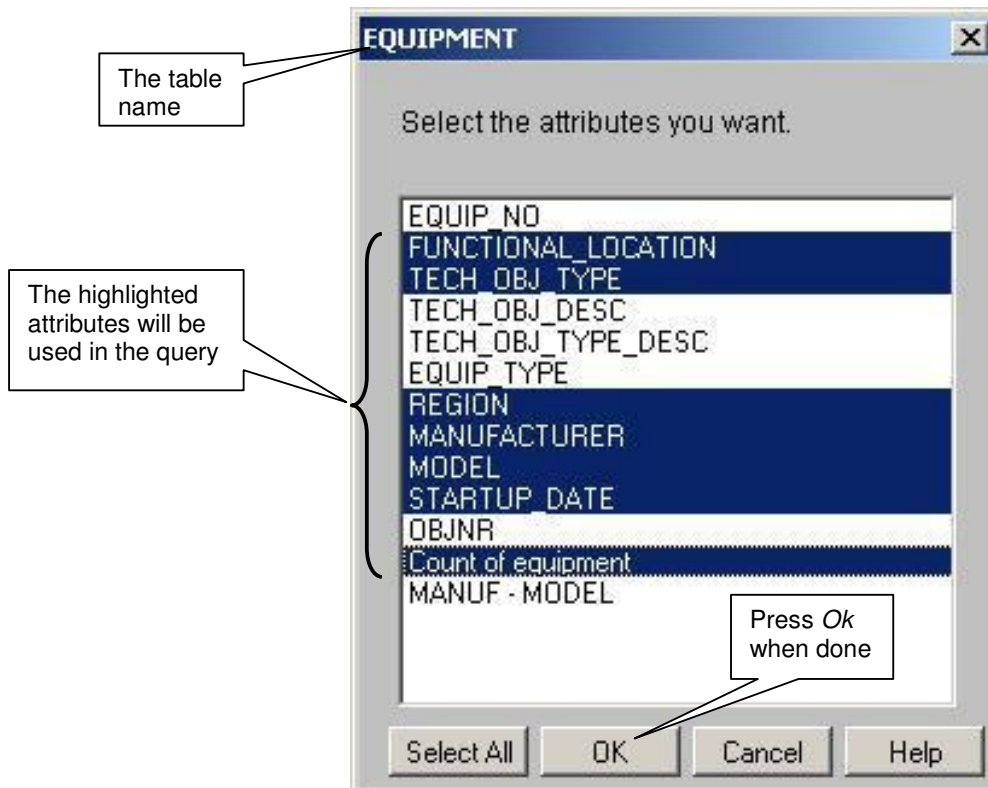 EQUIPMENT
The table
name
Select the attributes you want.
EQUIP_NO
FUNCTIONAL_LOCATION
TECH_OBJ_TYPE
TECH_OBJ_DESC
TECH_OBJ_TYPE_DESC
EQUIP_TYPE
REGION
MANUFACTURER
MODEL
STARTUP_DATE
OBJNR
Count of equipment
MANUF - MODEL
The highlighted
attributes will be
used in the query
Press Ok
when done
Select All OK Cancel Help